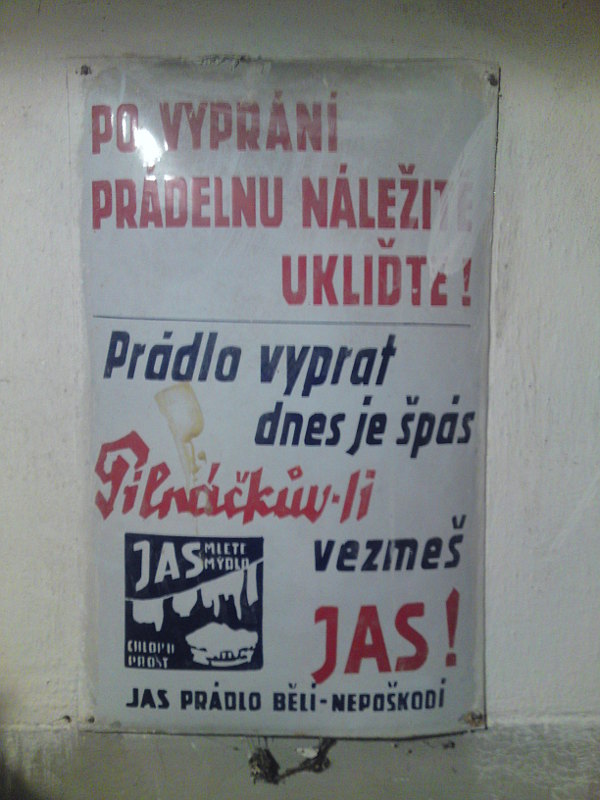 PO VYPRÁNÍ
PRÁDELNU NÁLEŽITĚ
UKLIĎTE!
Prádlo vyprat
dnes je špás
Pilnáčkův-li
vezmeš
JAS MLETÉ
MÝDLO
CHLORU
PROST
JAS!
JAS PRÁDLO BĚLÍ-NEPOŠKODÍ